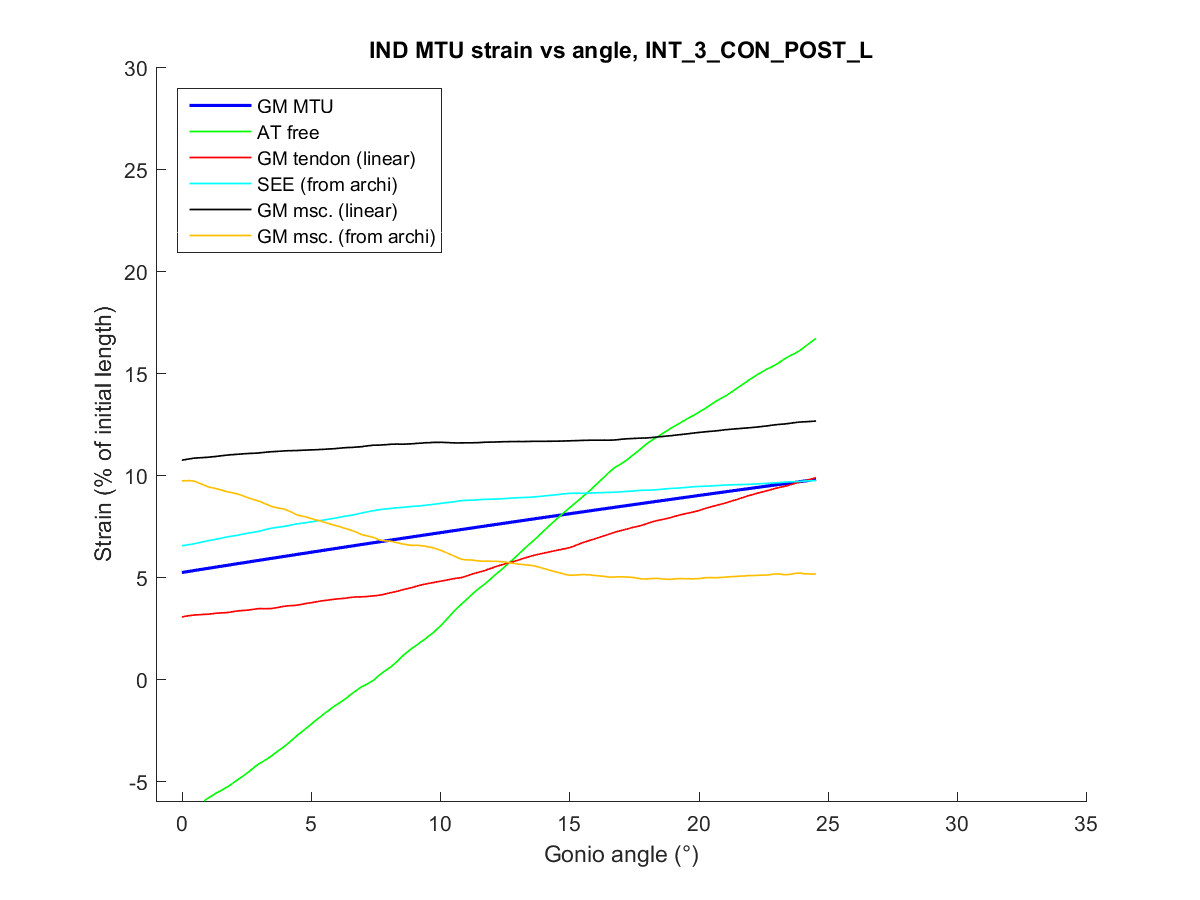 IND MTU strain vs angle, INT_3_CON_POST_L
30
25
20
15
10
5
0
-5
Strain (% of initial length)
GM MTU
AT free
GM tendon (linear)
SEE (from archi)
GM msc. (linear)
GM msc. (from archi)
0 5 10 15 20 25 30 35
Gonio angle (°)